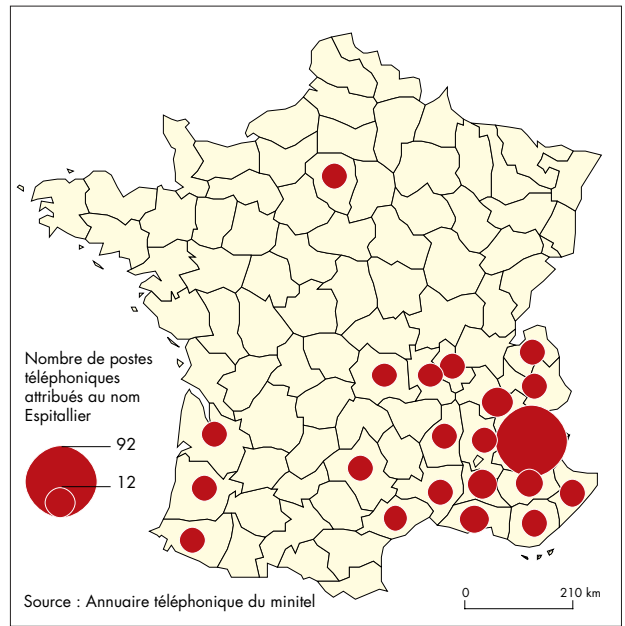 Nombre de postes
téléphoniques
attribués au nom
Espitallier
92
12
Source : Annuaire téléphonique du minitel
0 210 km